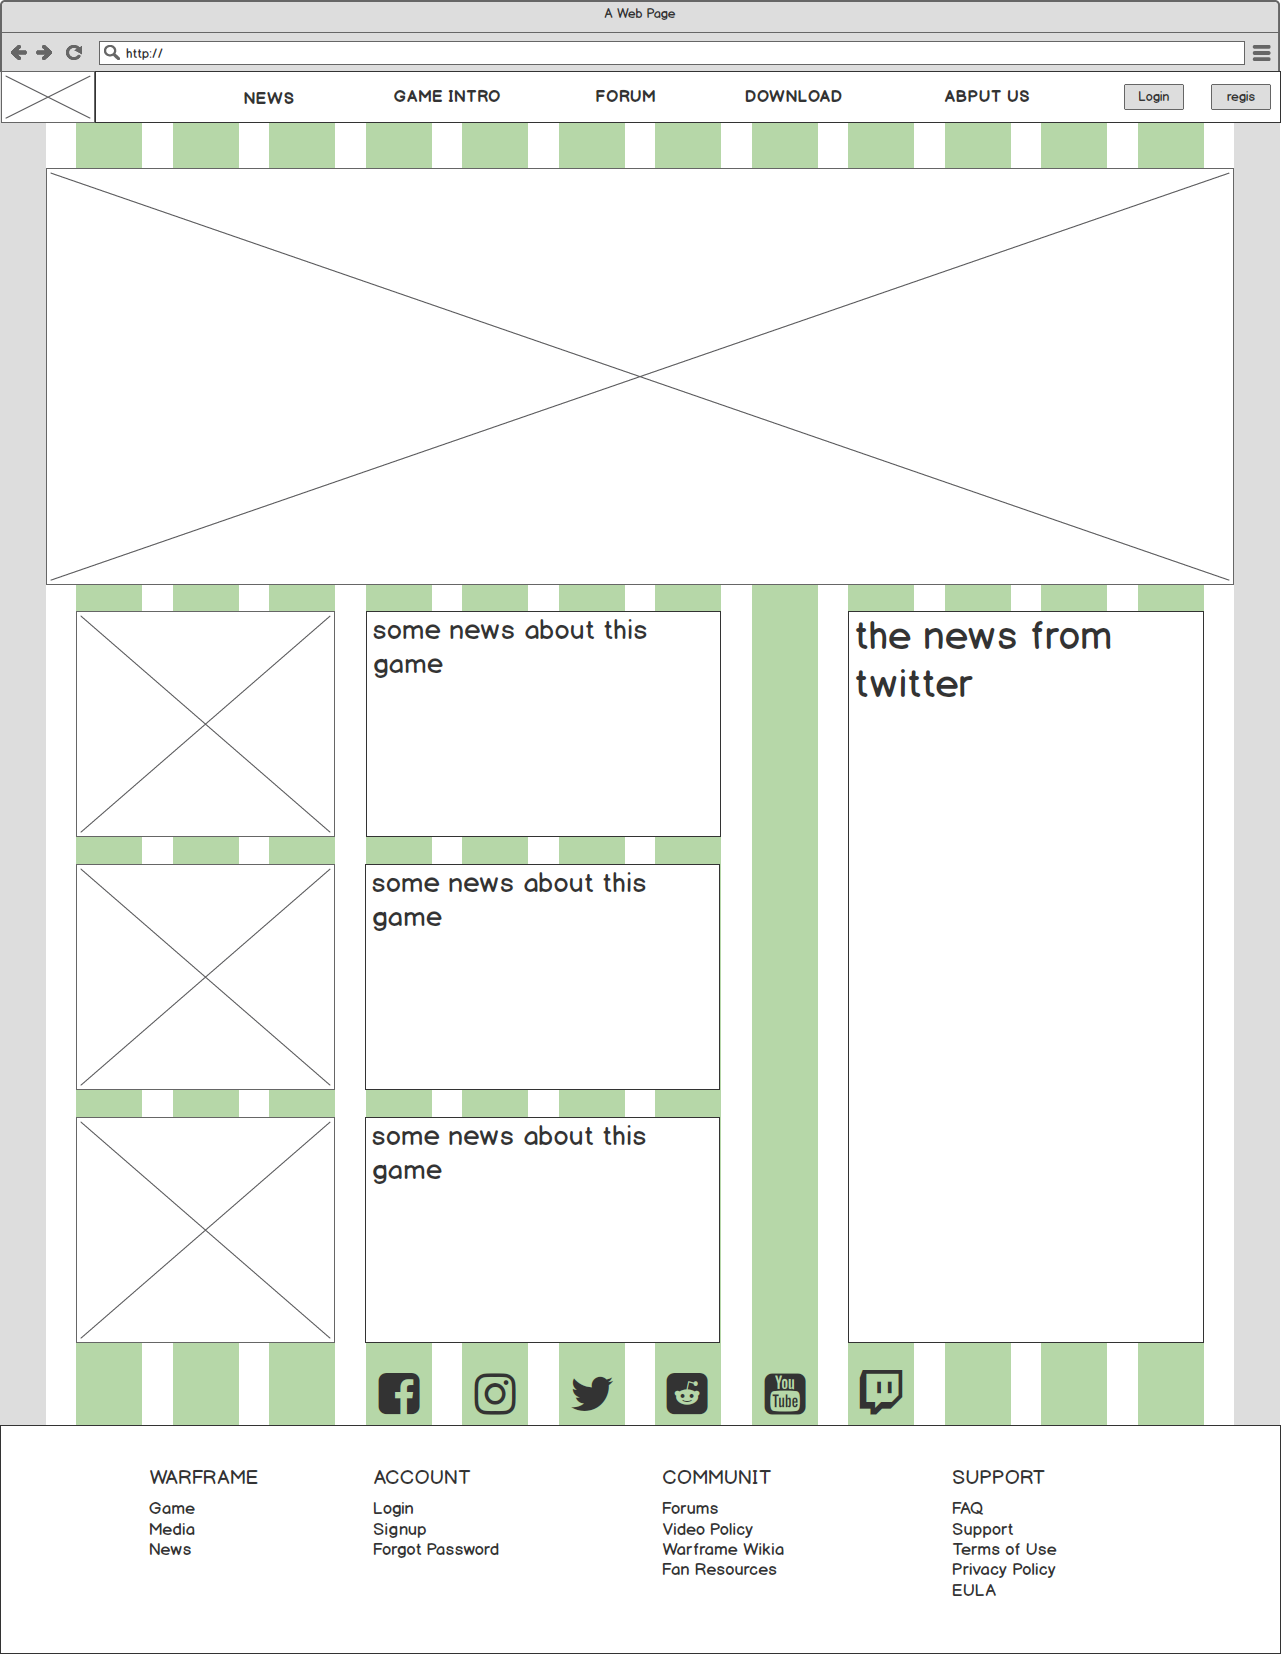 A Web Page
http://
NEWS GAME INTRO FORUM DOWNLOAD ABPUT US Login regis
some news about this
game
the news from
twitter
some news about this
game
some news about this
game
You
Tube
WARFRAME
Game
Media
News
ACCOUNT
Login
Signup
Forgot Password
COMMUNIT
Forums
Video Policy
Warframe Wikia
Fan Resources
SUPPORT
FAQ
Support
Terms of Use
Privacy Policy
EULA